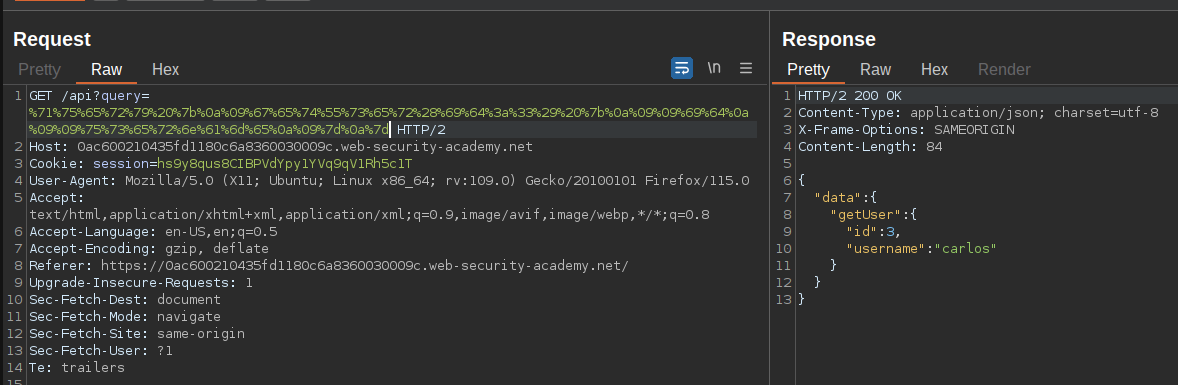 Request
Pretty Raw Hex
\n
1 GET /api?query=
%71%75%65%72%79%20%7b%0a%09%67%65%74%55%73%65%72%28%69%64%3a%33%29%20%7b%0a%09%09%69%64%0a
%09%09%75%73%65%72%6e%61%6d%65%0a%09%7d%0a%7d HTTP/2
2 Host: 0ac600210435fd1180c6a8360030009c.web-security-academy.net
3 Cookie: session=hs9y8qus8CIBPVdYpy1YVq9qV1Rh5c1T
4 User-Agent: Mozilla/5.0 (X11; Ubuntu; Linux x86_64; rv:109.0) Gecko/20100101 Firefox/115.0
5 Accept:
text/html,application/xhtml+xml,application/xml;q=0.9,image/avif,image/webp,*/*;q=0.8
6 Accept-Language: en-US,en;q=0.5
7 Accept-Encoding: gzip, deflate
8 Referer: https://0ac600210435fd1180c6a8360030009c.web-security-academy.net/
9 Upgrade-Insecure-Requests: 1
10 Sec-Fetch-Dest: document
11 Sec-Fetch-Mode: navigate
12 Sec-Fetch-Site: same-origin
13 Sec-Fetch-User: ?1
14 Te: trailers
15
Response
Pretty Raw Hex Render
1 HTTP/2 200 OK
2 Content-Type: application/json; charset=utf-8
3 X-Frame-Options: SAMEORIGIN
4 Content-Length: 84
5
6 {
7 "data":{
8 "getUser":{
9 "id":3,
10 "username":"carlos"
11 }
12 }
13 }